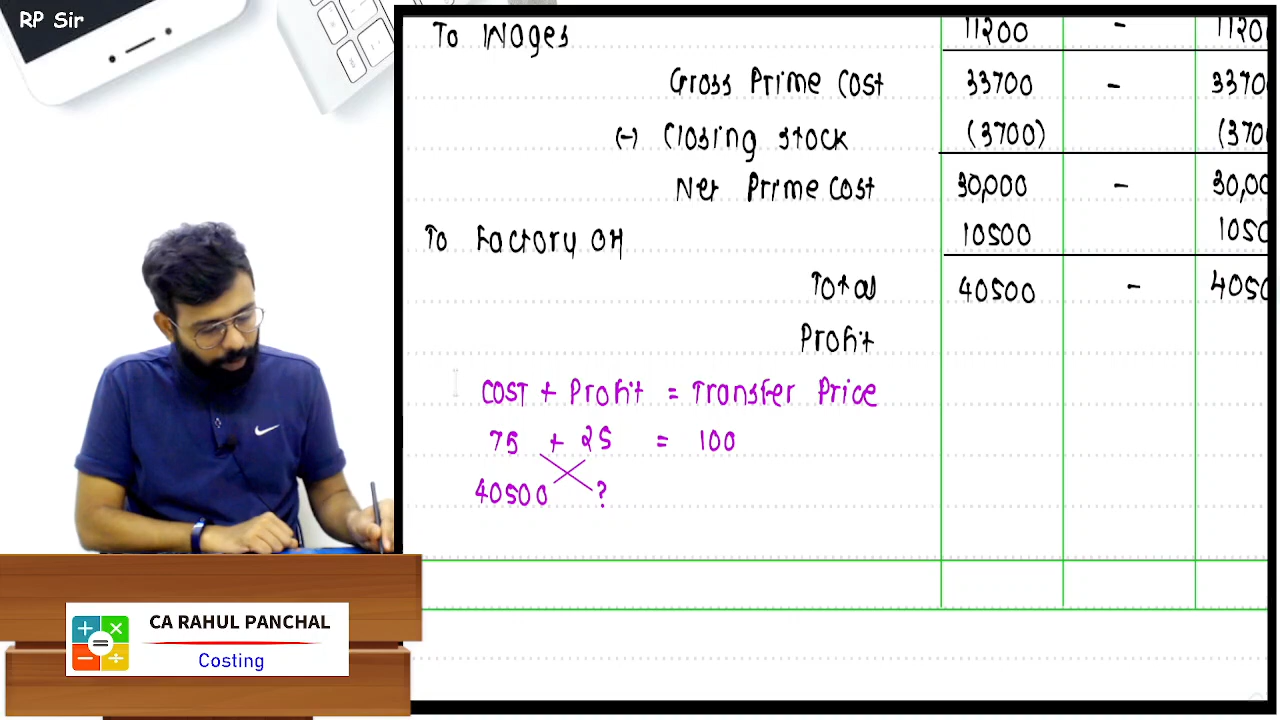 RP Sir
To Wages 11200 - 1120
Gross Prime Cost 33700 - 3370
(-) Closing stock (3700) (370
Net Prime Cost 30,000 - 30,00
To Factory OH 10500 1050
Total 40500 - 4050
Profit
COST + Profit = Transfer Price
75 + 25 = 100
40500 ?
CA RAHUL PANCHAL
Costing